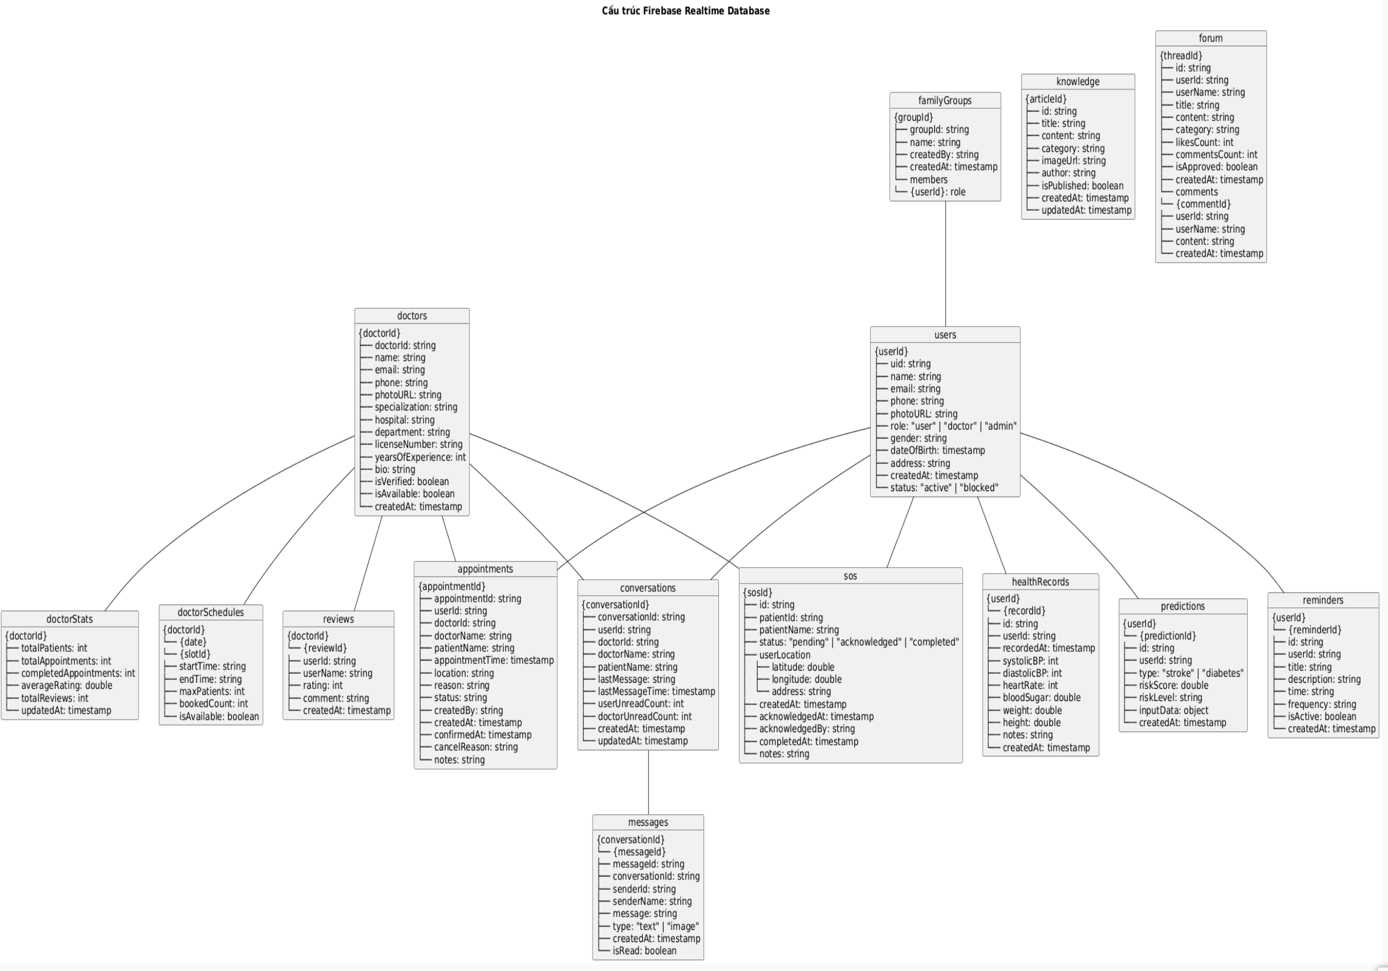 Cấu trúc Firebase Realtime Database
forum
{threadId}
id: string
userId: string
userName: string
title: string
content: string
category: string
likesCount: int
commentsCount: int
isApproved: boolean
createdAt: timestamp
comments
{commentId}
userId: string
userName: string
content: string
createdAt: timestamp
knowledge
{articleId}
id: string
title: string
content: string
category: string
imageUrl: string
author: string
isPublished: boolean
createdAt: timestamp
updatedAt: timestamp
familyGroups
{groupId}
groupId: string
name: string
createdBy: string
createdAt: timestamp
members
{userId}: role
doctors
{doctorId}
doctorId: string
name: string
email: string
phone: string
photoURL: string
specialization: string
hospital: string
department: string
licenseNumber: string
yearsOfExperience: int
bio: string
isVerified: boolean
isAvailable: boolean
createdAt: timestamp
users
{userId}
uid: string
name: string
email: string
phone: string
photoURL: string
role: "user" | "doctor" | "admin"
gender: string
dateOfBirth: timestamp
address: string
createdAt: timestamp
status: "active" | "blocked"
doctorStats
{doctorId}
totalPatients: int
totalAppointments: int
completedAppointments: int
averageRating: double
totalReviews: int
updatedAt: timestamp
doctorSchedules
{doctorId}
{date}
{slotId}
startTime: string
endTime: string
maxPatients: int
bookedCount: int
isAvailable: boolean
reviews
{doctorId}
{reviewId}
userId: string
userName: string
rating: int
comment: string
createdAt: timestamp
appointments
{appointmentId}
appointmentId: string
userId: string
doctorId: string
doctorName: string
patientName: string
appointmentTime: timestamp
location: string
reason: string
status: string
createdBy: string
createdAt: timestamp
confirmedAt: timestamp
cancelReason: string
notes: string
conversations
{conversationId}
conversationId: string
userId: string
doctorId: string
doctorName: string
patientName: string
lastMessage: string
lastMessageTime: timestamp
userUnreadCount: int
doctorUnreadCount: int
createdAt: timestamp
updatedAt: timestamp
sos
{sosId}
id: string
patientId: string
patientName: string
status: "pending" | "acknowledged" | "completed"
userLocation
latitude: double
longitude: double
address: string
createdAt: timestamp
acknowledgedAt: timestamp
acknowledgedBy: string
completedAt: timestamp
notes: string
healthRecords
{userId}
{recordId}
id: string
userId: string
recordedAt: timestamp
systolicBP: int
diastolicBP: int
heartRate: int
bloodSugar: double
weight: double
height: double
notes: string
createdAt: timestamp
predictions
{userId}
{predictionId}
id: string
userId: string
type: "stroke" | "diabetes"
riskScore: double
riskLevel: string
inputData: object
createdAt: timestamp
reminders
{userId}
{reminderId}
id: string
userId: string
title: string
description: string
time: string
frequency: string
isActive: boolean
createdAt: timestamp
messages
{conversationId}
{messageId}
messageId: string
conversationId: string
senderId: string
senderName: string
message: string
type: "text" | "image"
createdAt: timestamp
isRead: boolean